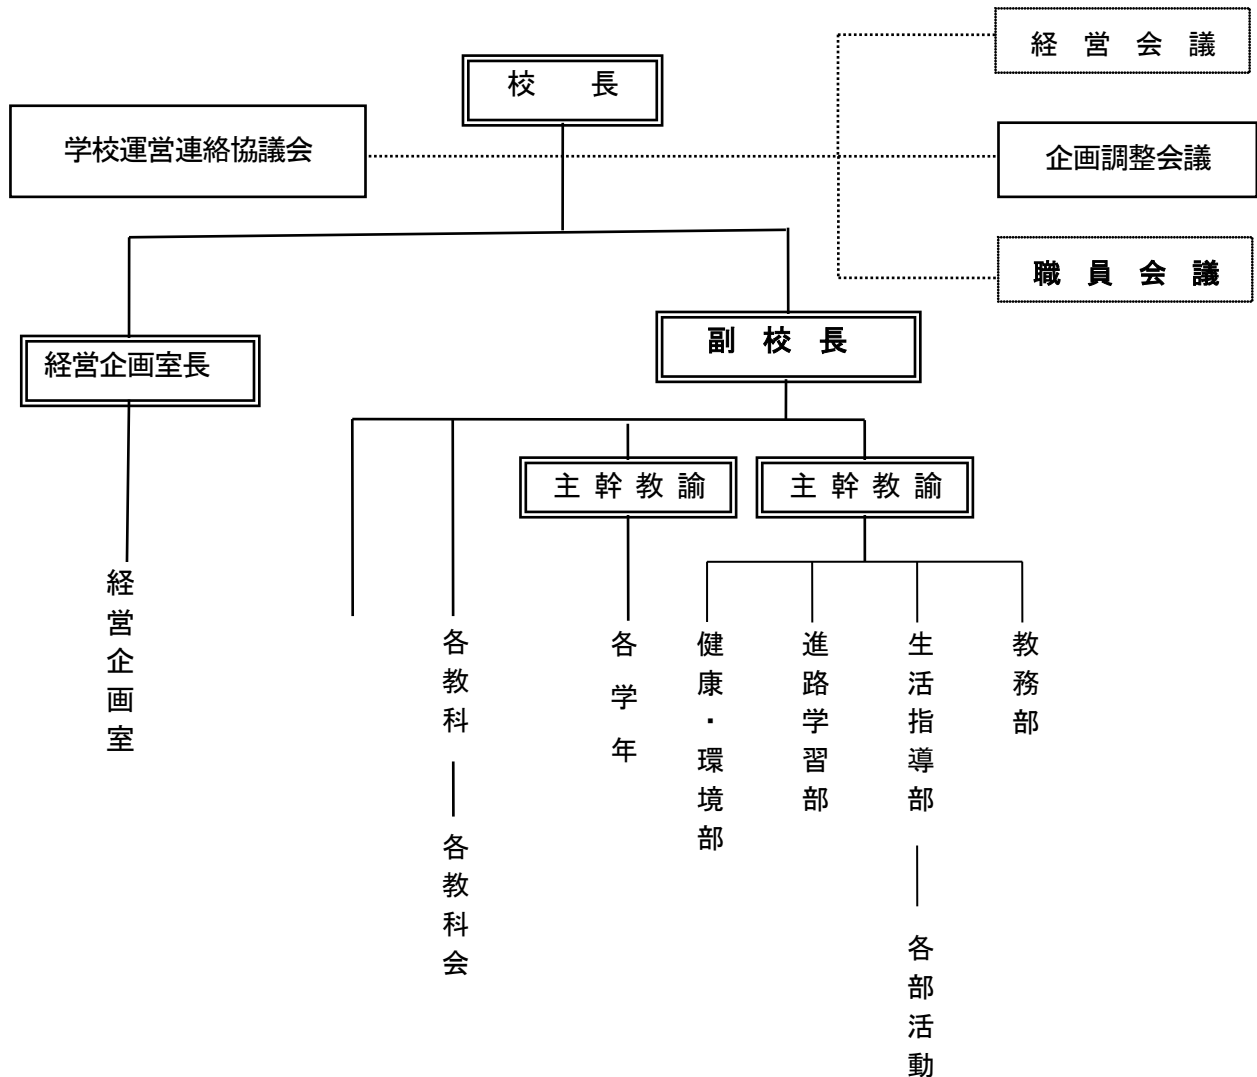 経 営 会 議
校 長
学校運営連絡協議会
企画調整会議
職 員 会 議
副 校 長
経営企画室長
主 幹 教 諭
主 幹 教 諭
経営企画室
各教科
各学年
健康・環境部
進路学習部
生活指導部
教務部
各教科会
各部活動